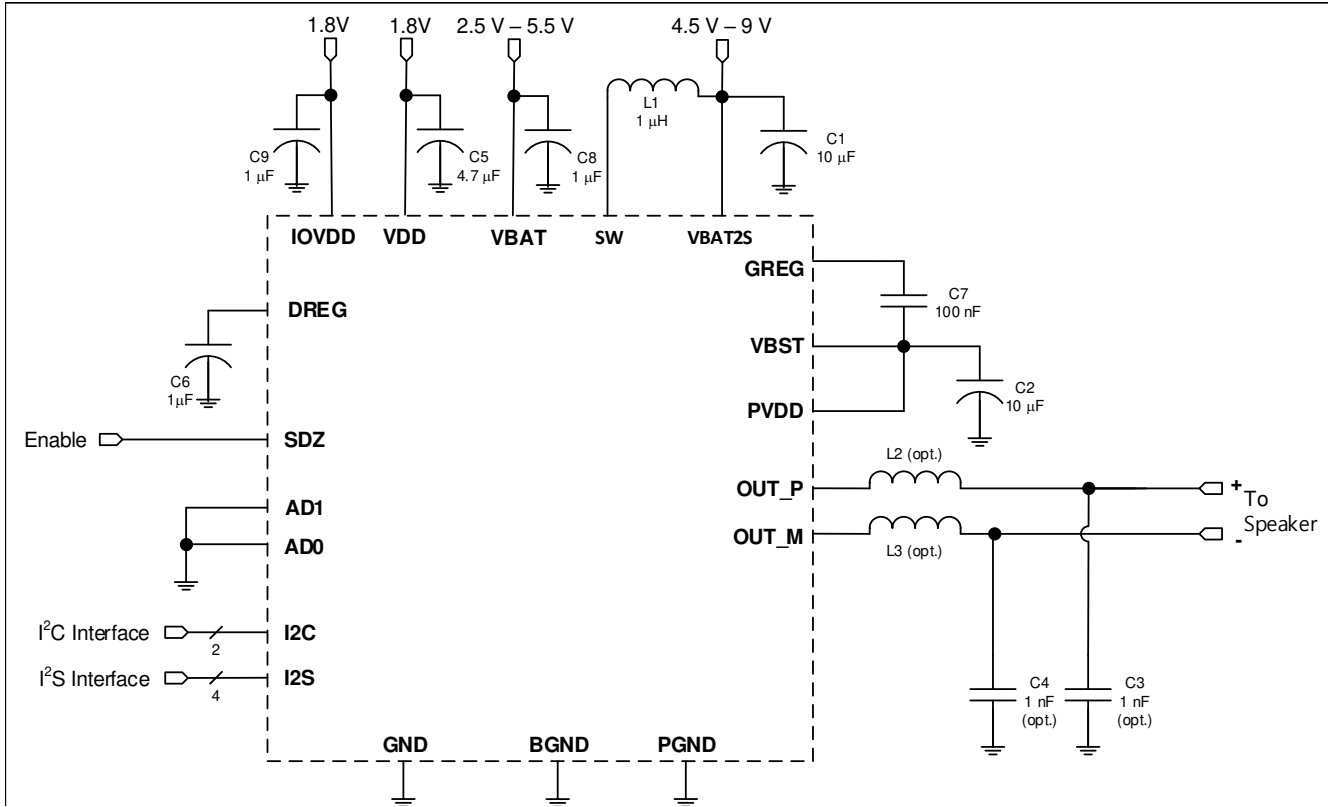 1.8V
1.8V
2.5 V – 5.5 V
4.5 V – 9 V
L1
1 μH
C9
1 μF
C5
4.7 μF
C8
1 μF
C1
10 μF
IOVDD
VDD
VBAT
SW
VBAT2S
GREG
DREG
C7
100 nF
VBST
C6
1μF
C2
10 μF
PVDD
Enable
SDZ
L2 (opt.)
OUT_P
+
To
Speaker
-
AD1
AD0
OUT_M
L3 (opt.)
I²C Interface
2
I2C
I²S Interface
4
I2S
C4
1 nF
(opt.)
C3
1 nF
(opt.)
GND
BGND
PGND